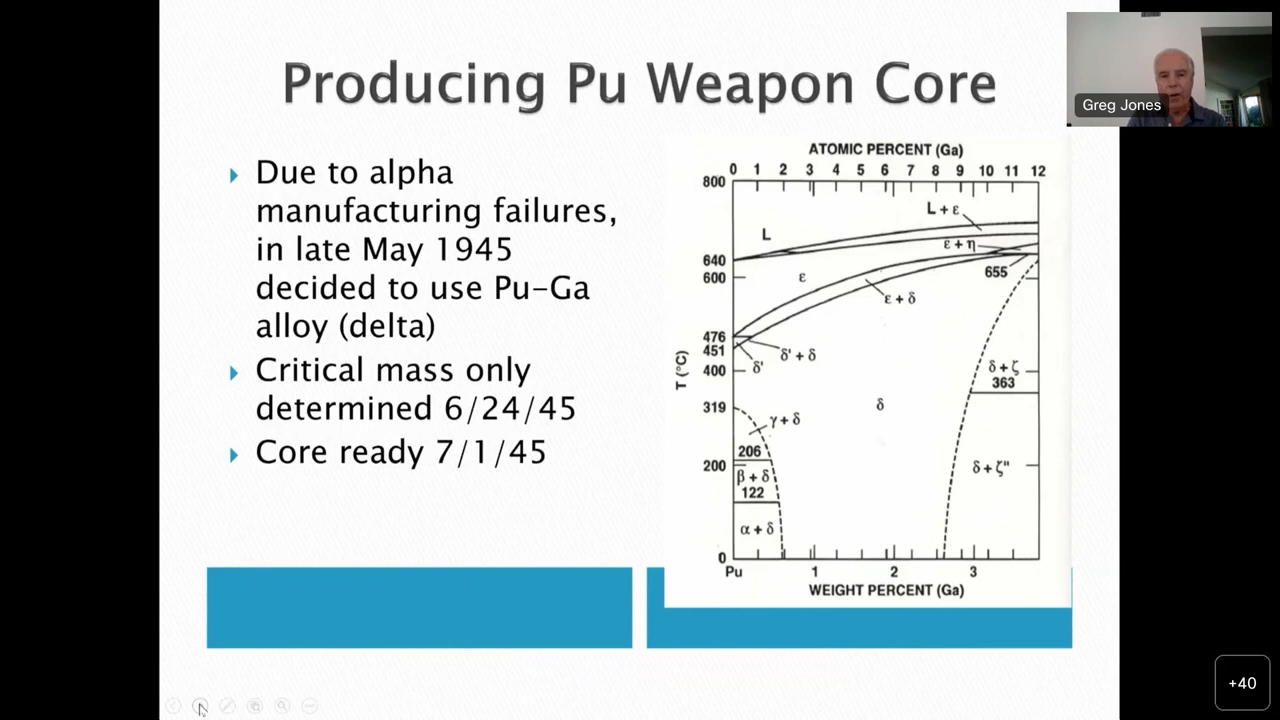 Producing Pu Weapon Core
Greg Jones
Due to alpha
manufacturing failures,
in late May 1945
decided to use Pu-Ga
alloy (delta)
Critical mass only
determined 6/24/45
Core ready 7/1/45
ATOMIC PERCENT (Ga)
0 1 2 3 4 5 6 7 8 9 10 11 12
800
L + ε
L
ε + η
640
655
600
ε
ε + δ
476
δ' + δ
451
δ'
400
δ + ζ
363
T (°C)
319
δ
γ + δ
206
200
δ + ζ"
β + δ
122
α + δ
0
Pu 1 2 3
WEIGHT PERCENT (Ga)
+40